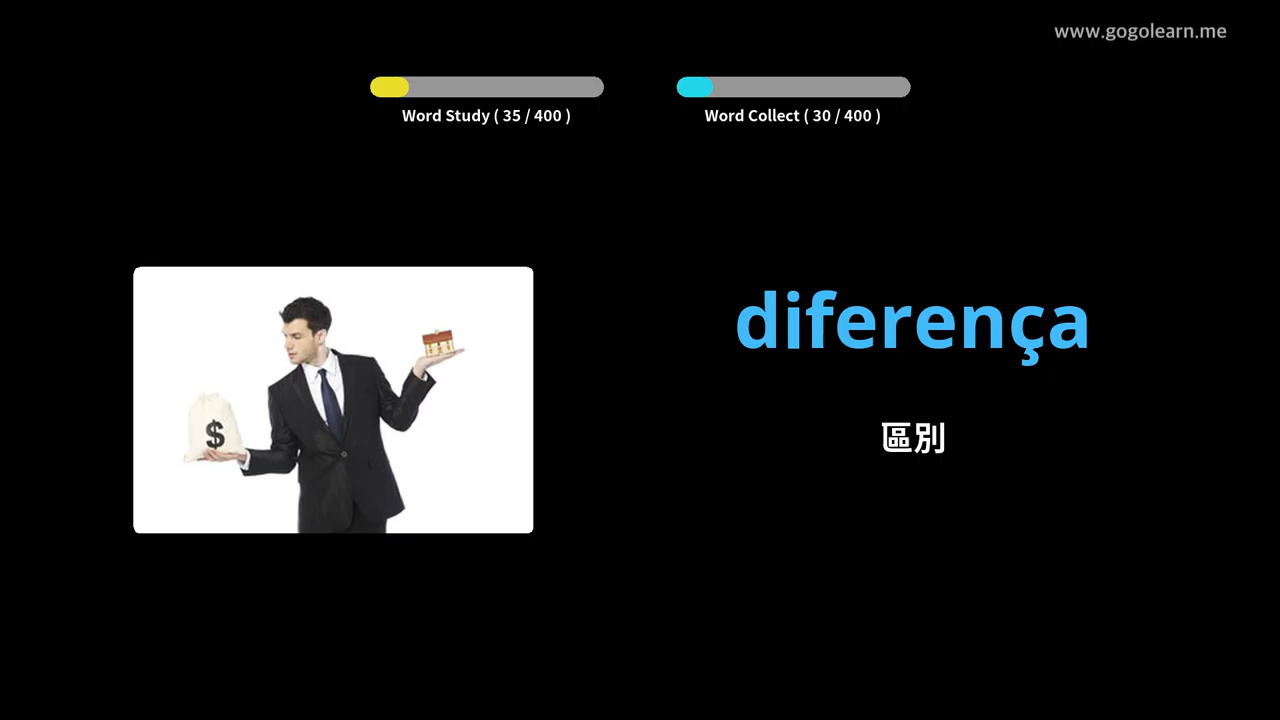 www.gogolearn.me
Word Study ( 35 / 400 )
Word Collect ( 30 / 400 )
diferença
$
區別